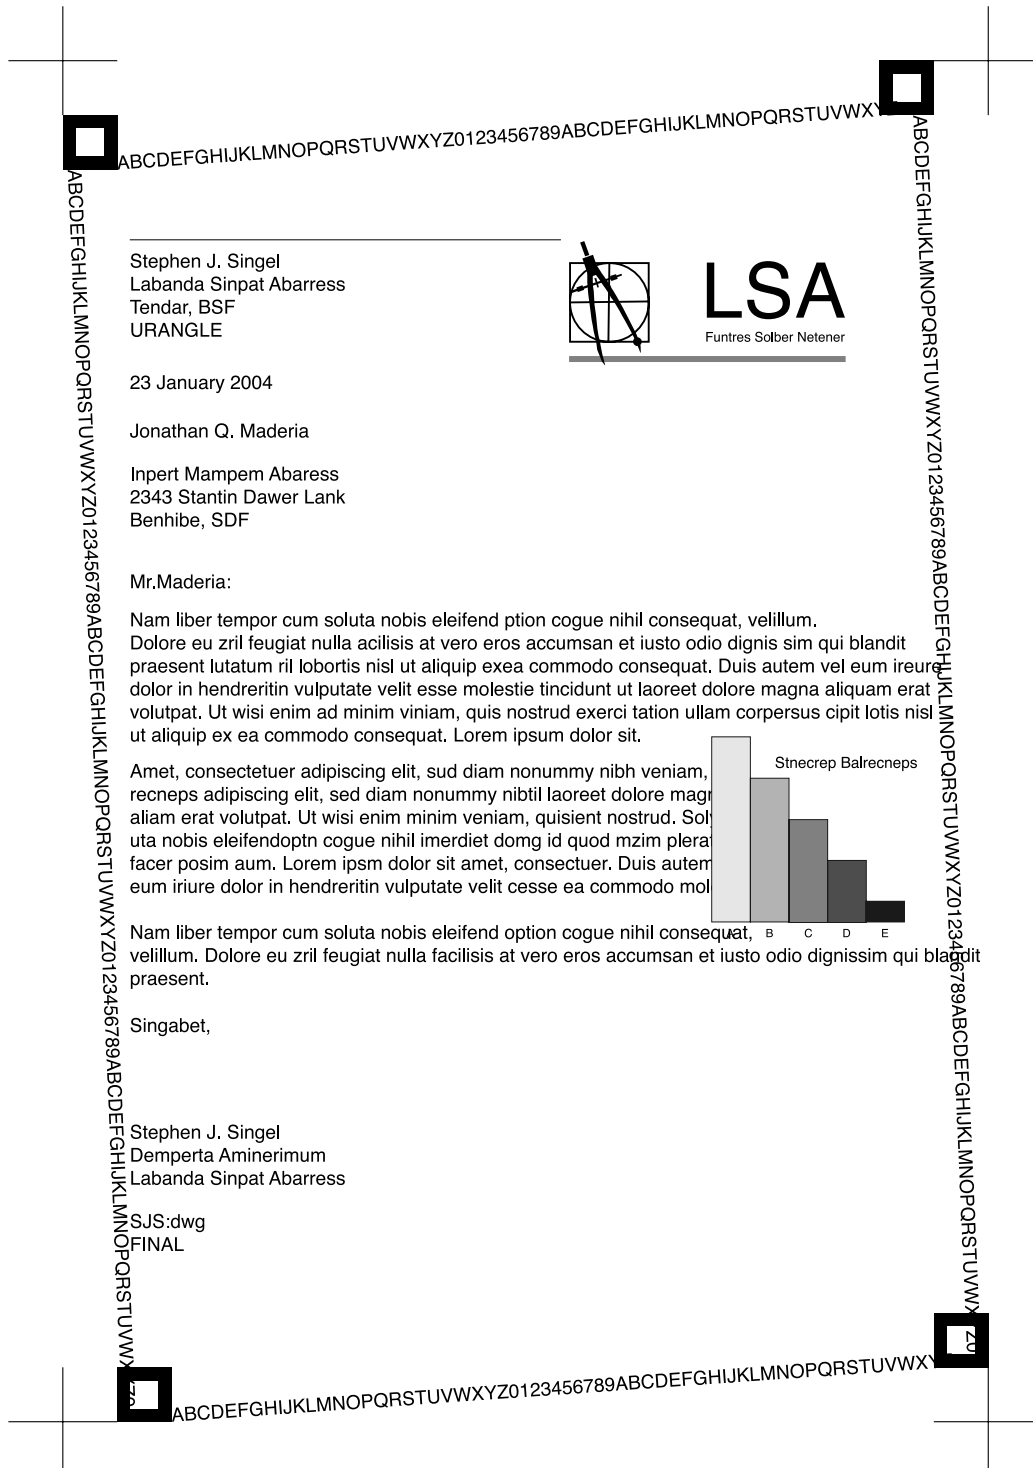 ABCDEFGHIJKLMNOPQRSTUVWXYZ0123456789ABCDEFGHIJKLMNOPQRSTUVWXY
ABCDEFGHIJKLMNOPQRSTUVWXYZ0123456789ABCDEFGHIJKLMNOPQRSTUVWXYZ0123456789ABCDEFGHIJKLMNOPQRSTUVWX
ABCDEFGHIJKLMNOPQRSTUVWXYZ0123456789ABCDEFGHIJKLMNOPQRSTUVWXYZ0123456789ABCDEFGHIJKLMNOPQRSTUVWX Z0
Stephen J. Singel
Labanda Sinpat Abarress
Tendar, BSF
URANGLE
LSA
Funtres Solber Netener
23 January 2004
Jonathan Q. Maderia
Inpert Mampem Abaress
2343 Stantin Dawer Lank
Benhibe, SDF
Mr.Maderia:
Nam liber tempor cum soluta nobis eleifend ption cogue nihil consequat, velillum.
Dolore eu zril feugiat nulla acilisis at vero eros accumsan et iusto odio dignis sim qui blandit
praesent lutatum ril lobortis nisl ut aliquip exea commodo consequat. Duis autem vel eum ireure
dolor in hendreritin vulputate velit esse molestie tincidunt ut laoreet dolore magna aliquam erat
volutpat. Ut wisi enim ad minim viniam, quis nostrud exerci tation ullam corpersus cipit lotis nisl
ut aliquip ex ea commodo consequat. Lorem ipsum dolor sit.
Amet, consectetuer adipiscing elit, sud diam nonummy nibh veniam,
recneps adipiscing elit, sed diam nonummy nibtil laoreet dolore magn
aliam erat volutpat. Ut wisi enim minim veniam, quisient nostrud. Soly
uta nobis eleifendoptn cogue nihil imerdiet domg id quod mzim plerat
facer posim aum. Lorem ipsm dolor sit amet, consectuer. Duis autem
eum iriure dolor in hendreritin vulputate velit cesse ea commodo mol
Stnecrep Balrecneps
A B C D E
Nam liber tempor cum soluta nobis eleifend option cogue nihil consequat,
velillum. Dolore eu zril feugiat nulla facilisis at vero eros accumsan et iusto odio dignissim qui blandit
praesent.
Singabet,
Stephen J. Singel
Demperta Aminerimum
Labanda Sinpat Abarress
SJS:dwg
FINAL
ABCDEFGHIJKLMNOPQRSTUVWXYZ0123456789ABCDEFGHIJKLMNOPQRSTUVWXY